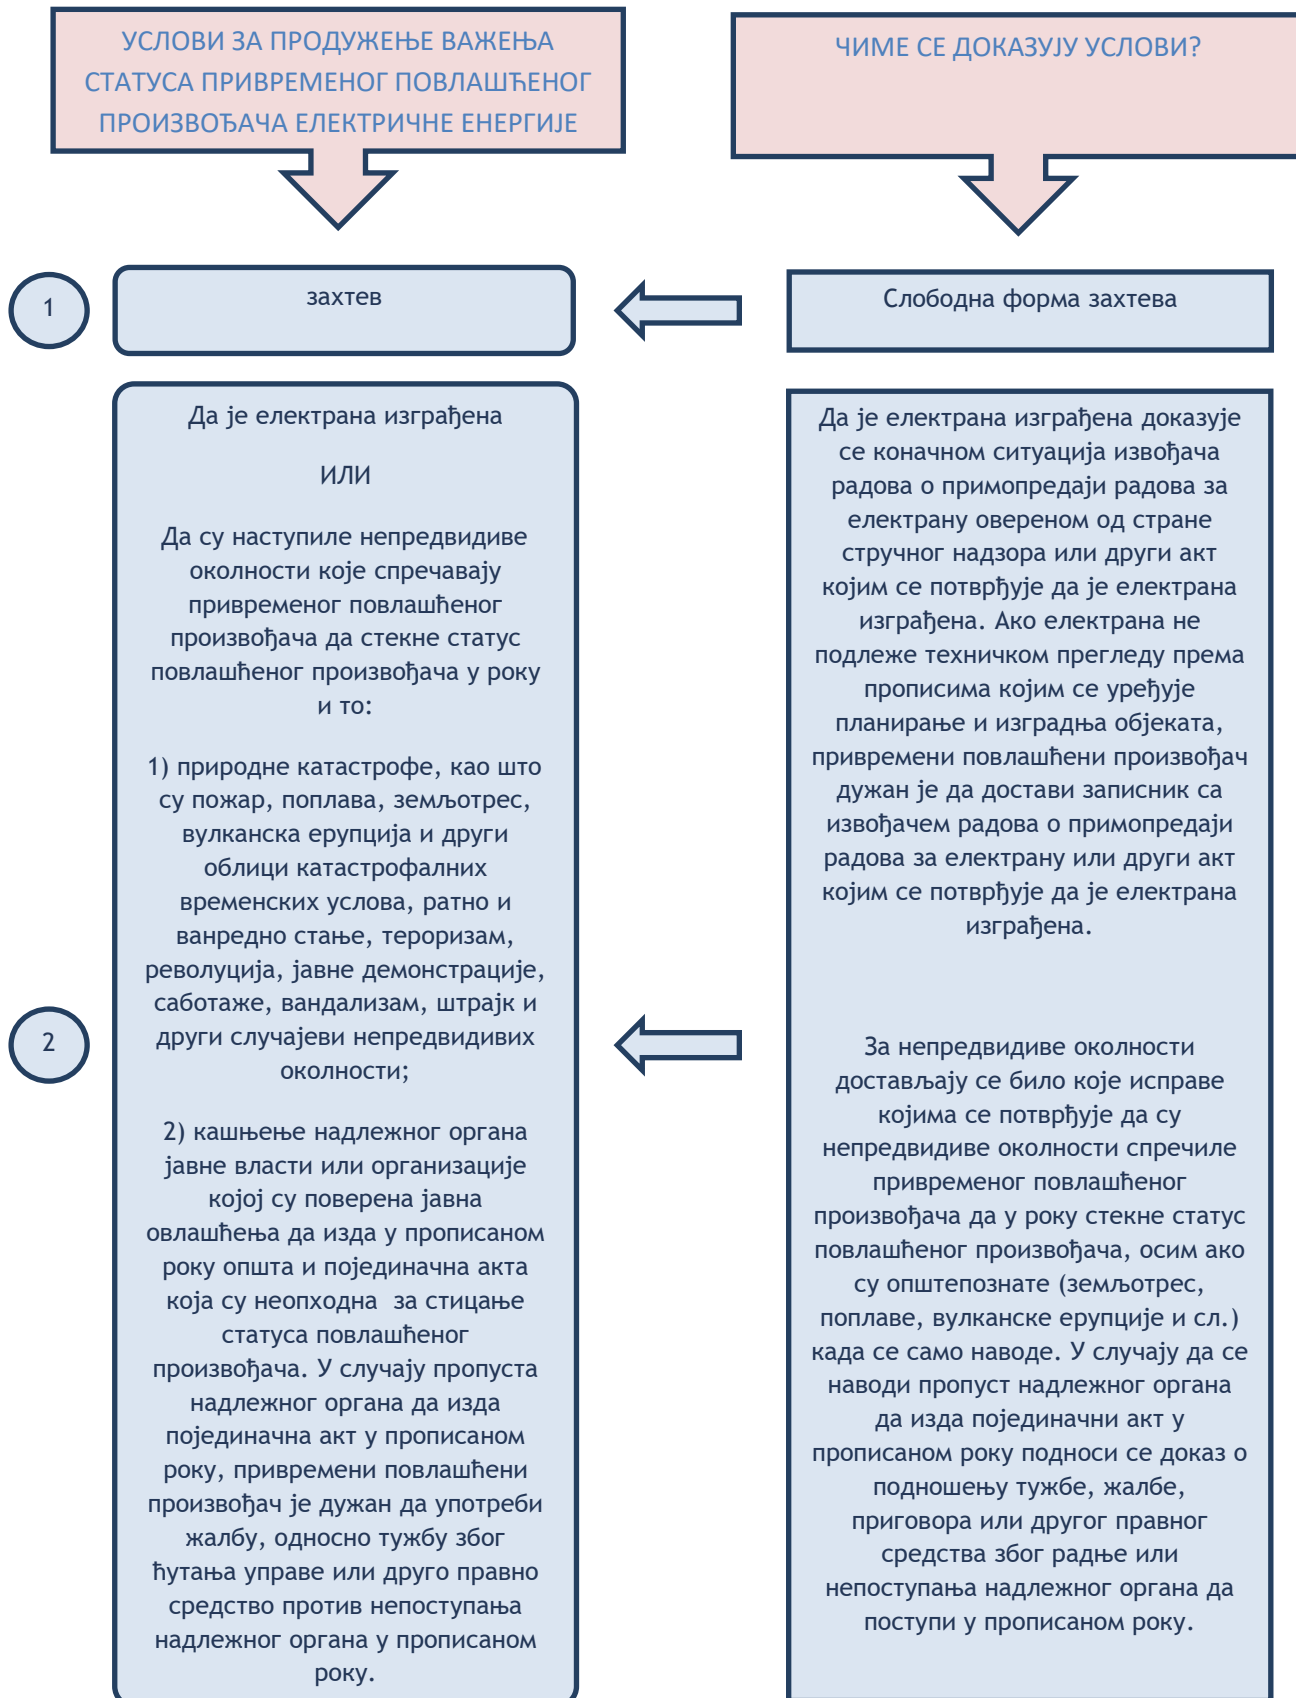 УСЛОВИ ЗА ПРОДУЖЕЊЕ ВАЖЕЊА
СТАТУСА ПРИВРЕМЕНОГ ПОВЛАШЋЕНОГ
ПРОИЗВОЂАЧА ЕЛЕКТРИЧНЕ ЕНЕРГИЈЕ
ЧИМЕ СЕ ДОКАЗУЈУ УСЛОВИ?
1
захтев
Слободна форма захтева
2
Да је електрана изграђена
ИЛИ
Да су наступиле непредвидиве
околности које спречавају
привременог повлашћеног
произвођача да стекне статус
повлашћеног произвођача у року
и то:
1) природне катастрофе, као што
су пожар, поплава, земљотрес,
вулканска ерупција и други
облици катастрофалних
временских услова, ратно и
ванредно стање, тероризам,
револуција, јавне демонстрације,
саботаже, вандализам, штрајк и
други случајеви непредвидивих
околности;
2) кашњење надлежног органа
јавне власти или организације
којој су поверена јавна
овлашћења да изда у прописаном
року општа и појединачна акта
која су неопходна  за стицање
статуса повлашћеног
произвођача. У случају пропуста
надлежног органа да изда
појединачна акт у прописаном
року, привремени повлашћени
произвођач је дужан да употреби
жалбу, односно тужбу због
ћутања управе или друго правно
средство против непоступања
надлежног органа у прописаном
року.
Да је електрана изграђена доказује
се коначном ситуација извођача
радова о примопредаји радова за
електрану овереном од стране
стручног надзора или други акт
којим се потврђује да је електрана
изграђена. Ако електрана не
подлеже техничком прегледу према
прописима којим се уређује
планирање и изградња објеката,
привремени повлашћени произвођач
дужан је да достави записник са
извођачем радова о примопредаји
радова за електрану или други акт
којим се потврђује да је електрана
изграђена.
За непредвидиве околности
достављају се било које исправе
којима се потврђује да су
непредвидиве околности спречиле
привременог повлашћеног
произвођача да у року стекне статус
повлашћеног произвођача, осим ако
су општепознате (земљотрес,
поплаве, вулканске ерупције и сл.)
када се само наводе. У случају да се
наводи пропуст надлежног органа
да изда појединачни акт у
прописаном року подноси се доказ о
подношењу тужбе, жалбе,
приговора или другог правног
средства због радње или
непоступања надлежног органа да
поступи у прописаном року.